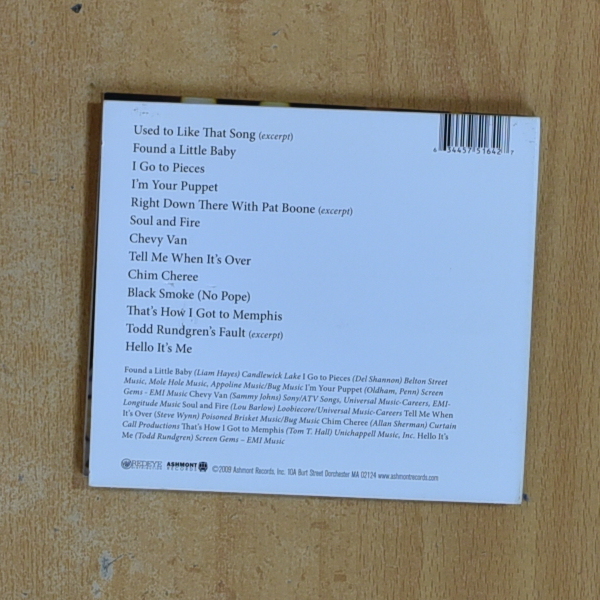 Used to Like That Song (excerpt)
Found a Little Baby
I Go to Pieces
I'm Your Puppet
Right Down There With Pat Boone (excerpt)
Soul and Fire
Chevy Van
Tell Me When It's Over
Chim Cheree
Black Smoke (No Pope)
That's How I Got to Memphis
Todd Rundgren's Fault (excerpt)
Hello It's Me
Found a Little Baby (Liam Hayes) Candlewick Lake I Go to Pieces (Del Shannon) Belton Street
Music, Mole Hole Music, Appoline Music/Bug Music I'm Your Puppet (Oldham, Penn) Screen
Gems - EMI Music Chevy Van (Sammy Johns) Sony/ATV Songs, Universal Music-Careers, EMI-
Longitude Music Soul and Fire (Lou Barlow) Loobiecore/Universal Music-Careers Tell Me When
It's Over (Steve Wynn) Poisoned Brisket Music/Bug Music Chim Cheree (Allan Sherman) Curtain
Call Productions That's How I Got to Memphis (Tom T. Hall) Unichappell Music, Inc. Hello It's
Me (Todd Rundgren) Screen Gems – EMI Music
REDEYE ASHMONT RECORDS ©2009 Ashmont Records, Inc. 10A Burt Street Dorchester MA 02124 www.ashmontrecords.com
6 34457 51642 7